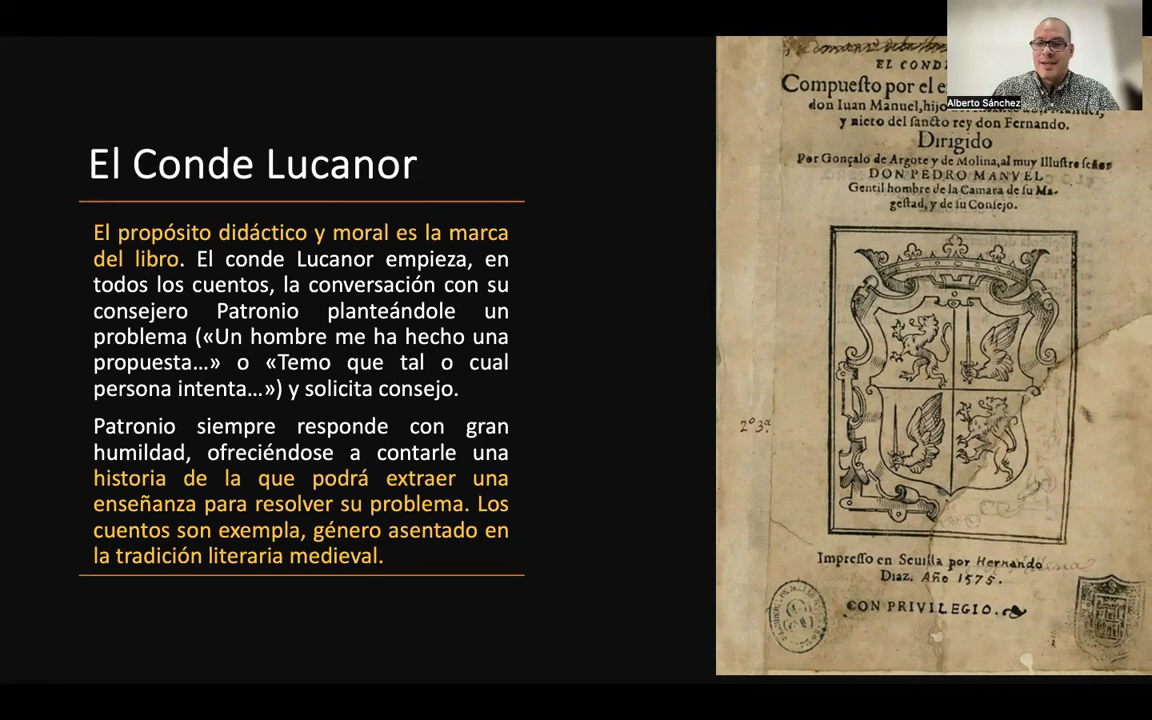 El Conde Lucanor
El propósito didáctico y moral es la marca
del libro. El conde Lucanor empieza, en
todos los cuentos, la conversación con su
consejero Patronio planteándole un
problema («Un hombre me ha hecho una
propuesta…» o «Temo que tal o cual
persona intenta…») y solicita consejo.
Patronio siempre responde con gran
humildad, ofreciéndose a contarle una
historia de la que podrá extraer una
enseñanza para resolver su problema. Los
cuentos son exempla, género asentado en
la tradición literaria medieval.
EL COND
Compuesto por el e
don Iuan Manuel, hijo
y nieto del sancto rey don Fernando.
Dirigido
Por Gonçalo de Argote y de Molina, al muy Illustre señor
DON PEDRO MANVEL
Gentil hombre de la Camara de su Ma-
gestad, y de su Consejo.
2º 3ª
Impresso en Seuilla por Hernando
Diaz. Año 1575.
CON PRIVILEGIO.
Alberto Sánchez